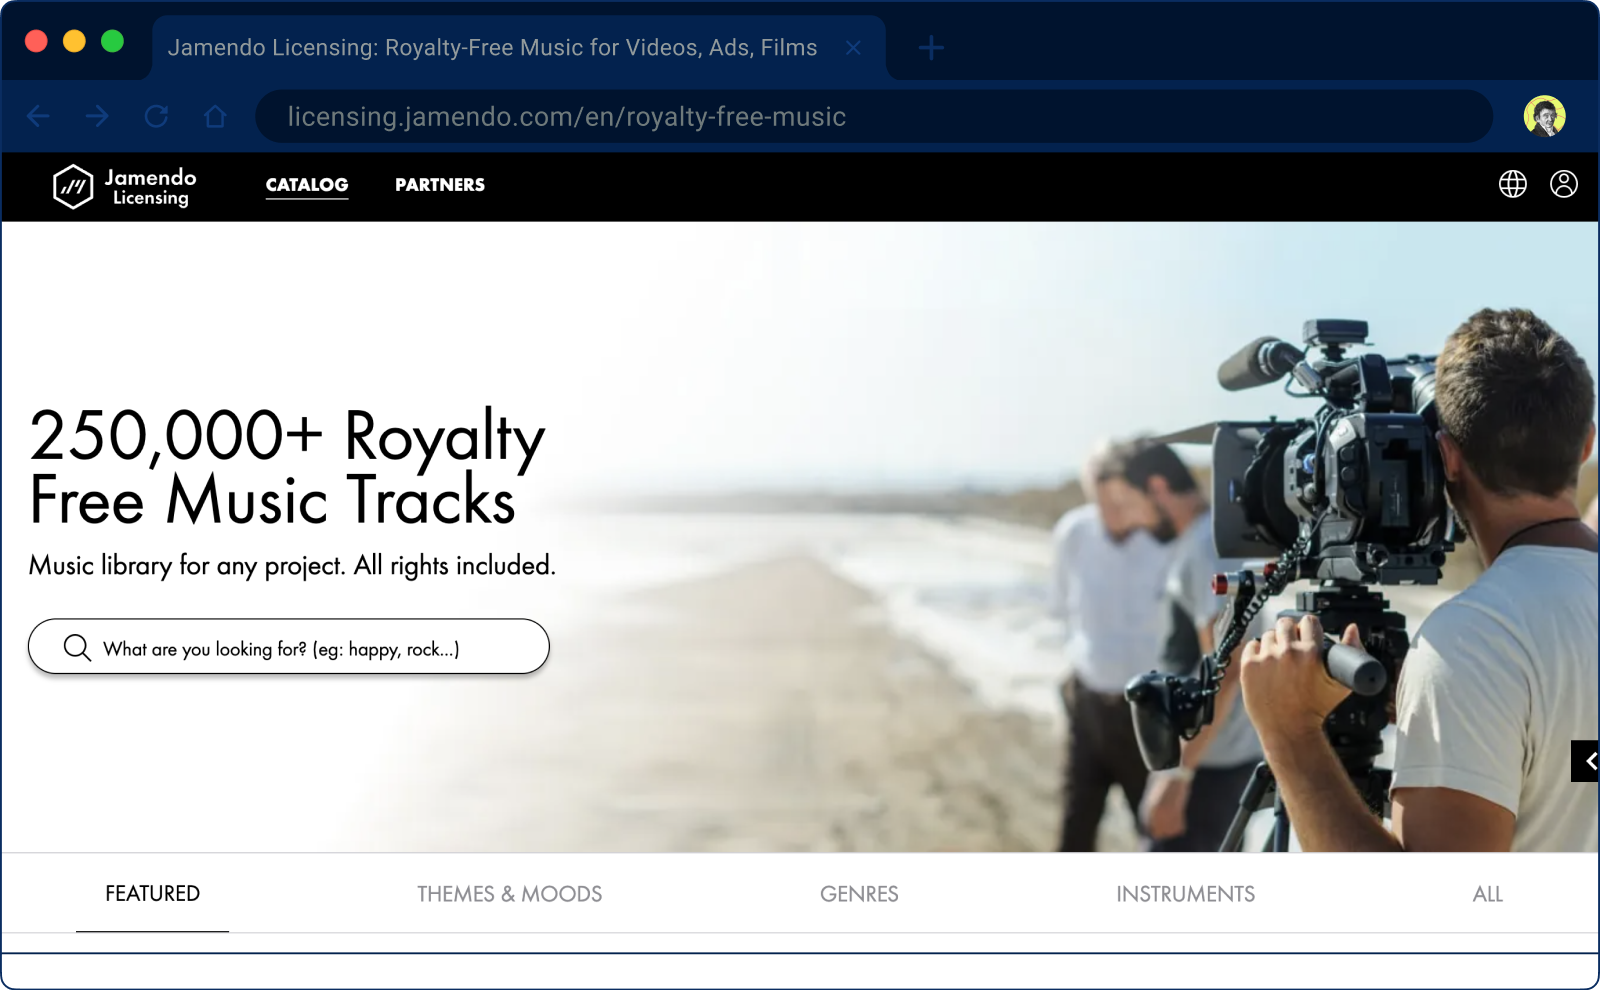 Jamendo Licensing: Royalty-Free Music for Videos, Ads, Films
licensing.jamendo.com/en/royalty-free-music
Jamendo
Licensing
CATALOG
PARTNERS
250,000+ Royalty
Free Music Tracks
Music library for any project. All rights included.
What are you looking for? (eg: happy, rock...)
FEATURED
THEMES & MOODS
GENRES
INSTRUMENTS
ALL